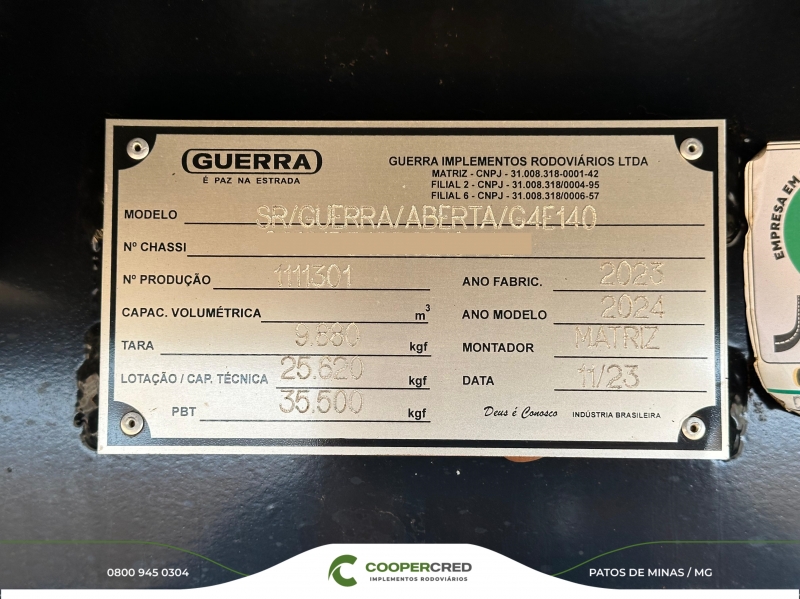 GUERRA
É PAZ NA ESTRADA
GUERRA IMPLEMENTOS RODOVIÁRIOS LTDA
MATRIZ - CNPJ - 31.008.318-0001-42
FILIAL 2 - CNPJ - 31.008.318/0004-95
FILIAL 6 - CNPJ - 31.008.318/0006-57
MODELO SR/GUERRA/ABERTA/G4E140
Nº CHASSI
Nº PRODUÇÃO 1111301
ANO FABRIC. 2023
CAPAC. VOLUMÉTRICA m³
ANO MODELO 2024
TARA 9.880 kgf
MONTADOR MATRIZ
LOTAÇÃO / CAP. TÉCNICA 25.620 kgf
DATA 11/23
PBT 35.500 kgf
Deus é Conosco INDÚSTRIA BRASILEIRA
EMPRESA EM
0800 945 0304
COOPERCRED
IMPLEMENTOS RODOVIÁRIOS
PATOS DE MINAS / MG